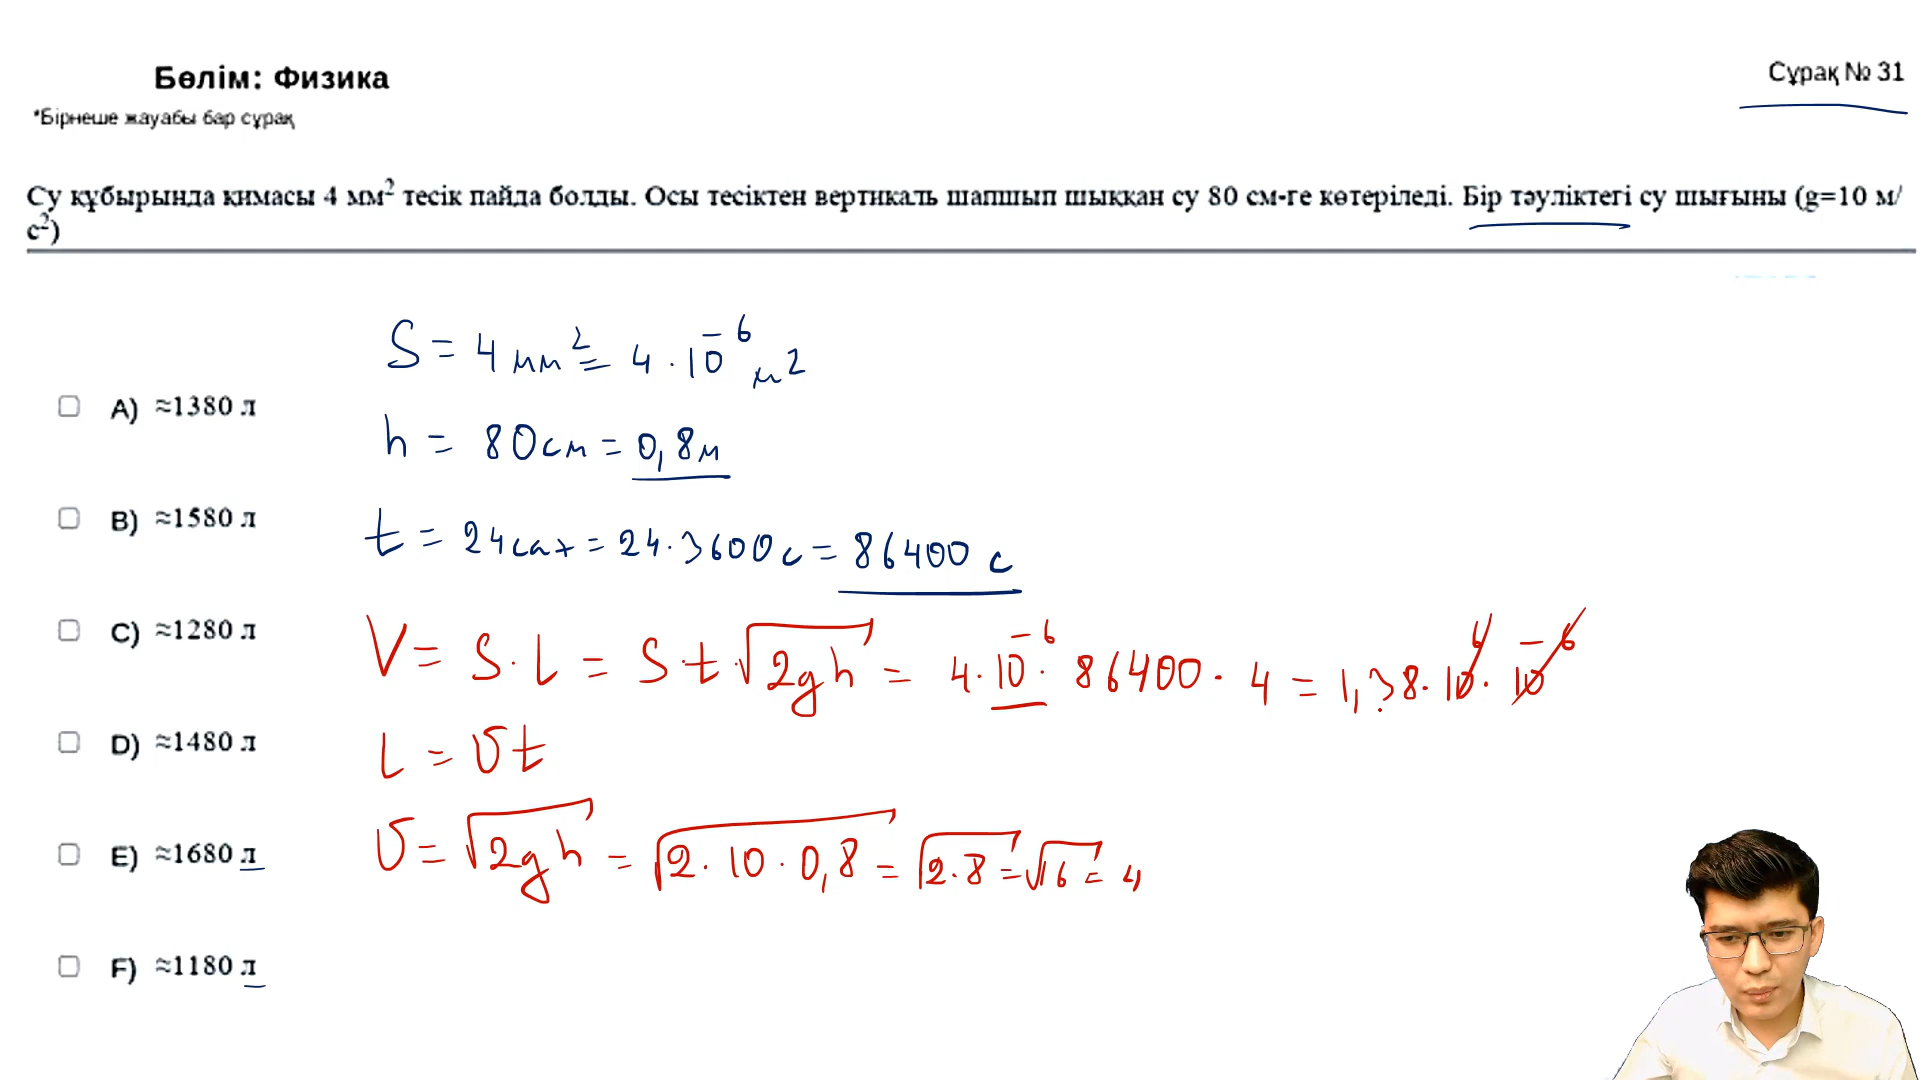 Бөлім: Физика
Сұрақ № 31
*Бірнеше жауабы бар сұрақ
Су құбырында қимасы 4 мм² тесік пайда болды. Осы тесіктен вертикаль шапшып шыққан су 80 см-ге көтеріледі. Бір тәуліктегі су шығыны (g=10 м/
с²)
S = 4 мм² = 4 · 10⁻⁶ м²
A) ≈1380 л
h = 80см = 0,8м
B) ≈1580 л
t = 24сағ = 24·3600с = 86400 с
C) ≈1280 л
V = S·L = S·t·√2gh = 4·10⁻⁶· 86400 · 4 = 1,38·10⁶·10⁻⁶
D) ≈1480 л
L = υt
E) ≈1680 л
υ = √2gh = √2·10·0,8 = √2·8 = √16 = 4
F) ≈1180 л